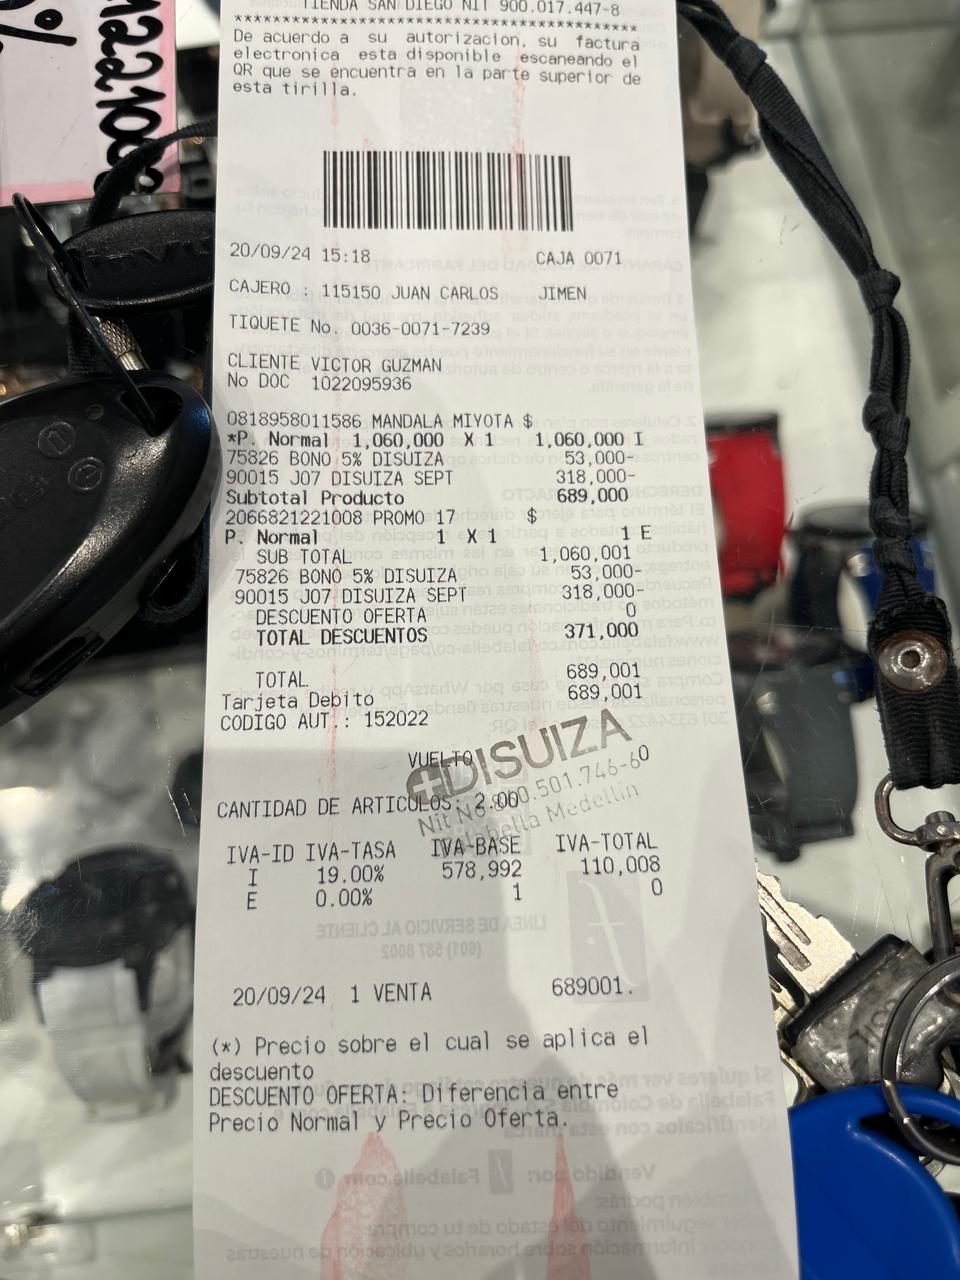 TIENDA SAN DIEGO NIT 900.017.447-8
******************************************
De acuerdo a su autorizacion, su factura
electronica esta disponible escaneando el
QR que se encuentra en la parte superior de
esta tirilla.
20/09/24 15:18 CAJA 0071
CAJERO : 115150 JUAN CARLOS JIMEN
TIQUETE No. 0036-0071-7239
CLIENTE VICTOR GUZMAN
No DOC 1022095936
0818958011586 MANDALA MIYOTA $
*P. Normal 1,060,000 X 1 1,060,000 I
75826 BONO 5% DISUIZA 53,000-
90015 J07 DISUIZA SEPT 318,000-
Subtotal Producto 689,000
2066821221008 PROMO 17 $
P. Normal 1 X 1 1 E
SUB TOTAL 1,060,001
75826 BONO 5% DISUIZA 53,000-
90015 J07 DISUIZA SEPT 318,000-
DESCUENTO OFERTA 0
TOTAL DESCUENTOS 371,000
TOTAL 689,001
Tarjeta Debito 689,001
CODIGO AUT.: 152022
VUELTO 0
DISUIZA
CANTIDAD DE ARTICULOS: 2.00
Falabella Medellin
IVA-ID IVA-TASA IVA-BASE IVA-TOTAL
I 19.00% 578,992 110,008
E 0.00% 1 0
20/09/24 1 VENTA 689001.
(*) Precio sobre el cual se aplica el
descuento
DESCUENTO OFERTA: Diferencia entre
Precio Normal y Precio Oferta.